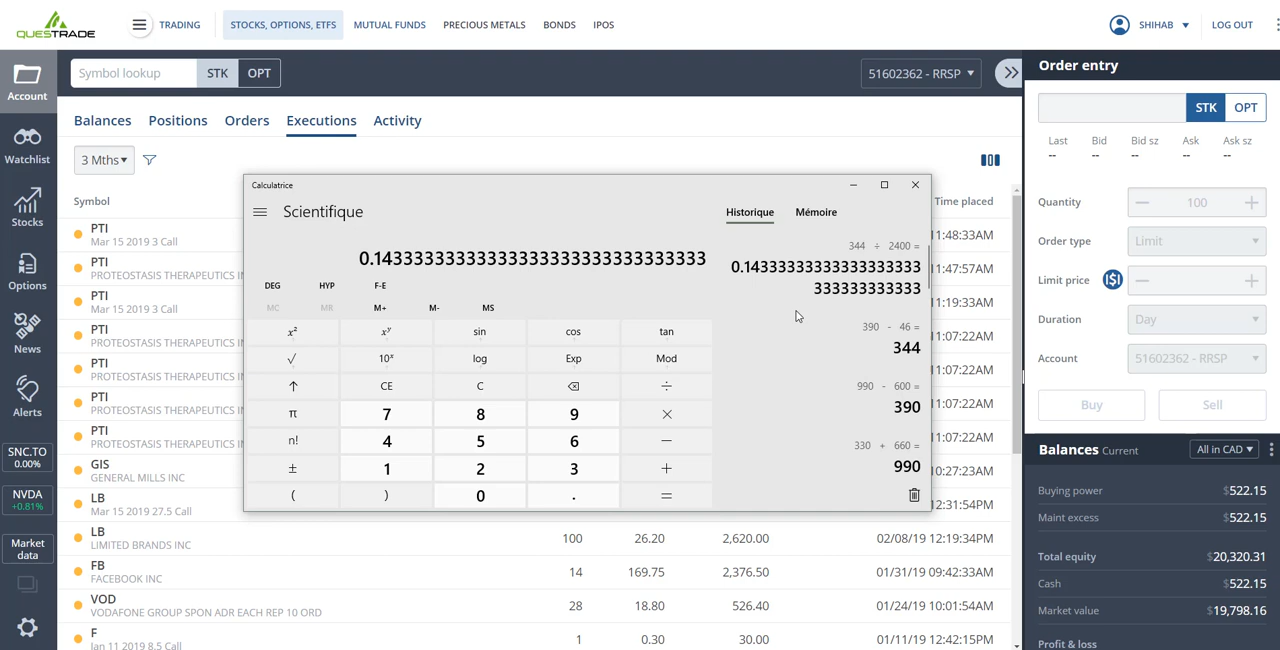 QUESTRADE
TRADING
STOCKS, OPTIONS, ETFS
MUTUAL FUNDS
PRECIOUS METALS
BONDS
IPOS
SHIHAB
LOG OUT
Account
Watchlist
Stocks
Options
News
Alerts
SNC.TO
0.00%
NVDA
+0.81%
Market
data
Symbol lookup
STK
OPT
51602362 - RRSP
Balances
Positions
Orders
Executions
Activity
3 Mths
Symbol
Time placed
PTI
Mar 15 2019 3 Call
11:48:33AM
PTI
PROTEOSTASIS THERAPEUTICS IN
11:47:57AM
PTI
Mar 15 2019 3 Call
11:19:33AM
PTI
PROTEOSTASIS THERAPEUTICS IN
11:07:22AM
PTI
PROTEOSTASIS THERAPEUTICS IN
11:07:22AM
PTI
PROTEOSTASIS THERAPEUTICS IN
11:07:22AM
PTI
PROTEOSTASIS THERAPEUTICS IN
11:07:22AM
GIS
GENERAL MILLS INC
10:27:23AM
LB
Mar 15 2019 27.5 Call
12:31:54PM
LB
LIMITED BRANDS INC
100 26.20 2,620.00 02/08/19 12:19:34PM
FB
FACEBOOK INC
14 169.75 2,376.50 01/31/19 09:42:33AM
VOD
VODAFONE GROUP SPON ADR EACH REP 10 ORD
28 18.80 526.40 01/24/19 10:01:54AM
F
Jan 11 2019 8.5 Call
1 0.30 30.00 01/11/19 12:42:15PM
Calculatrice
Scientifique
0.14333333333333333333333333333333
DEG HYP F-E
MC MR M+ M- MS
x² xʸ sin cos tan
√ 10ˣ log Exp Mod
↑ CE C ⌫ ÷
π 7 8 9 ×
n! 4 5 6 −
± 1 2 3 +
( ) 0 . =
Historique
Mémoire
344 ÷ 2400 =
0.14333333333333333333
333333333333
390 - 46 =
344
990 - 600 =
390
330 + 660 =
990
Order entry
STK
OPT
Last Bid Bid sz Ask Ask sz
-- -- -- -- --
Quantity
100
Order type
Limit
Limit price
Duration
Day
Account
51602362 - RRSP
Buy
Sell
Balances Current
All in CAD
Buying power $522.15
Maint excess $522.15
Total equity $20,320.31
Cash $522.15
Market value $19,798.16
Profit & loss